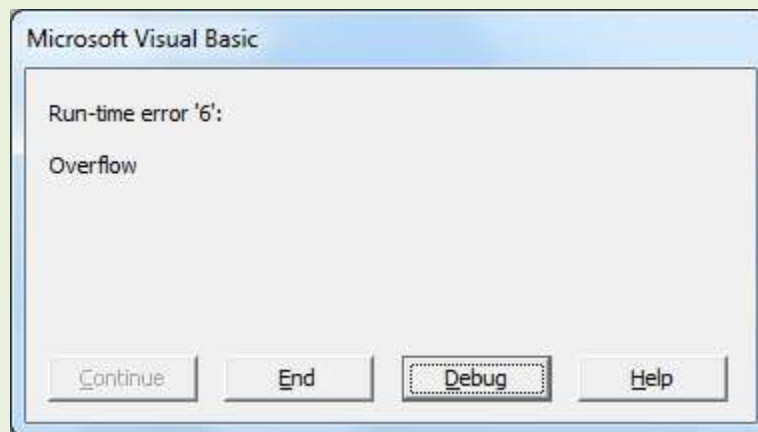 Microsoft Visual Basic
Run-time error '6':
Overflow
Continue End Debug Help